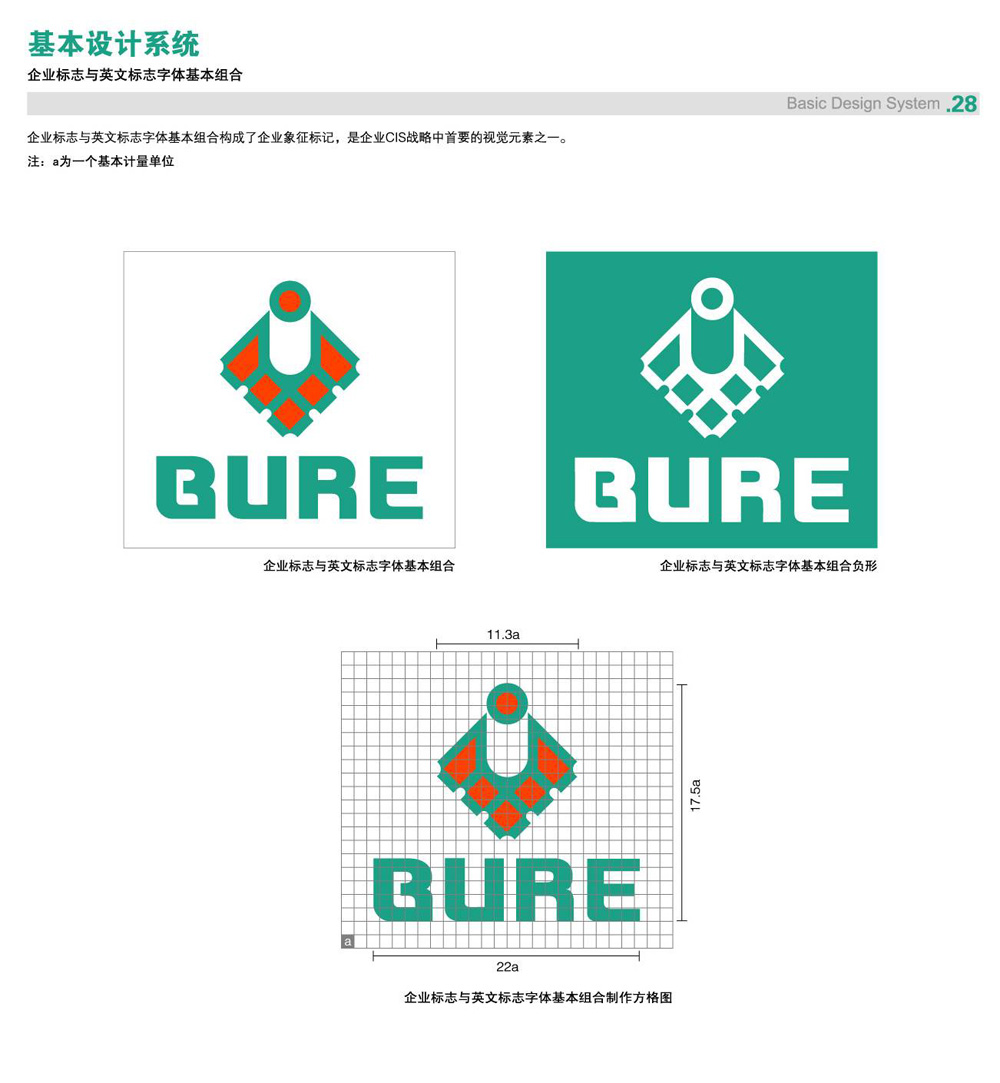 基本设计系统
企业标志与英文标志字体基本组合
Basic Design System .28
企业标志与英文标志字体基本组合构成了企业象征标记，是企业CIS战略中首要的视觉元素之一。
注：a为一个基本计量单位
BURE
BURE
企业标志与英文标志字体基本组合
企业标志与英文标志字体基本组合负形
11.3a
17.5a
BURE
a
22a
企业标志与英文标志字体基本组合制作方格图